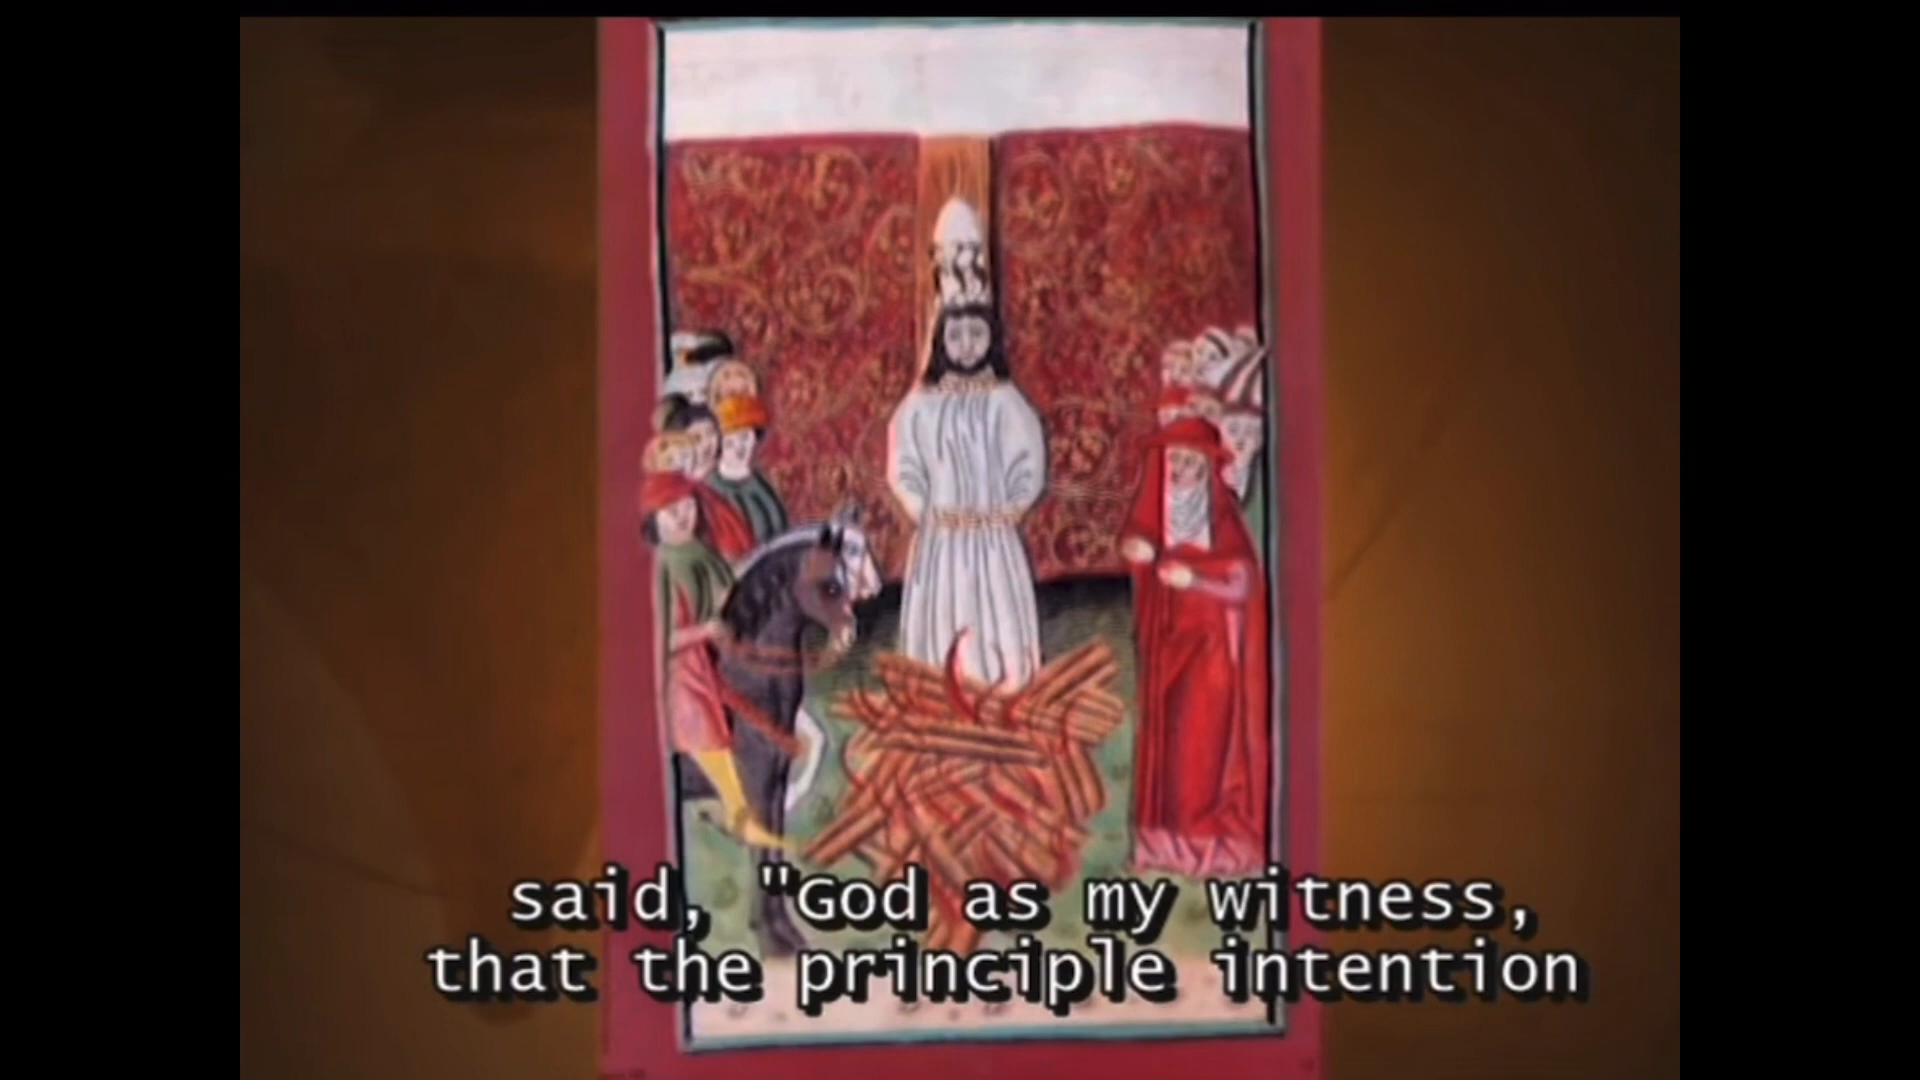 said, "God as my witness,
that the principle intention